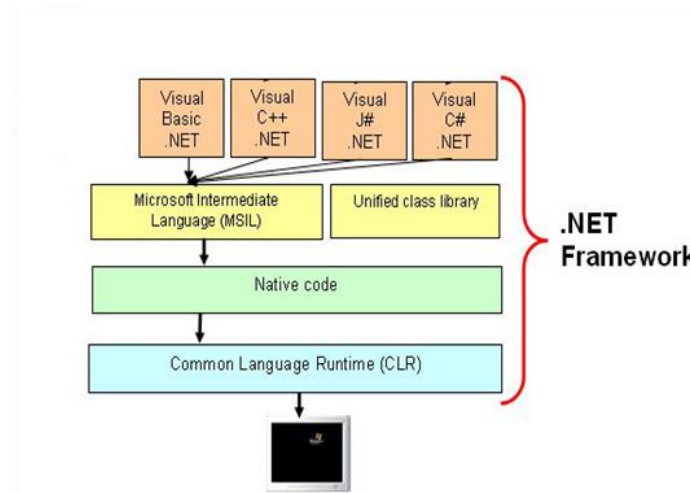 Visual
Basic
.NET
Visual
C++
.NET
Visual
J#
.NET
Visual
C#
.NET
Microsoft Intermediate
Language (MSIL)
Unified class library
.NET
Framework
Native code
Common Language Runtime (CLR)